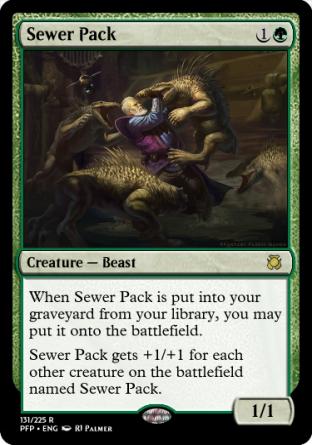 Sewer Pack 1
Creature — Beast
When Sewer Pack is put into your
graveyard from your library, you may
put it onto the battlefield.
Sewer Pack gets +1/+1 for each
other creature on the battlefield
named Sewer Pack.
131/225 R
PFP • ENG RJ PALMER
1/1